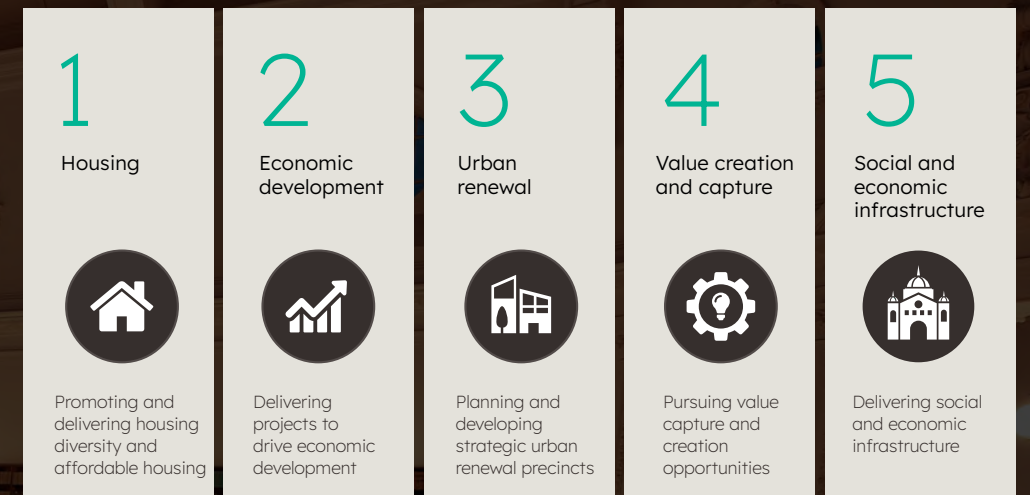 1
Housing
Promoting and
delivering housing
diversity and
affordable housing
2
Economic
development
Delivering
projects to
drive economic
development
3
Urban
renewal
Planning and
developing
strategic urban
renewal precincts
4
Value creation
and capture
Pursuing value
capture and
creation
opportunities
5
Social and
economic
infrastructure
Delivering social
and economic
infrastructure